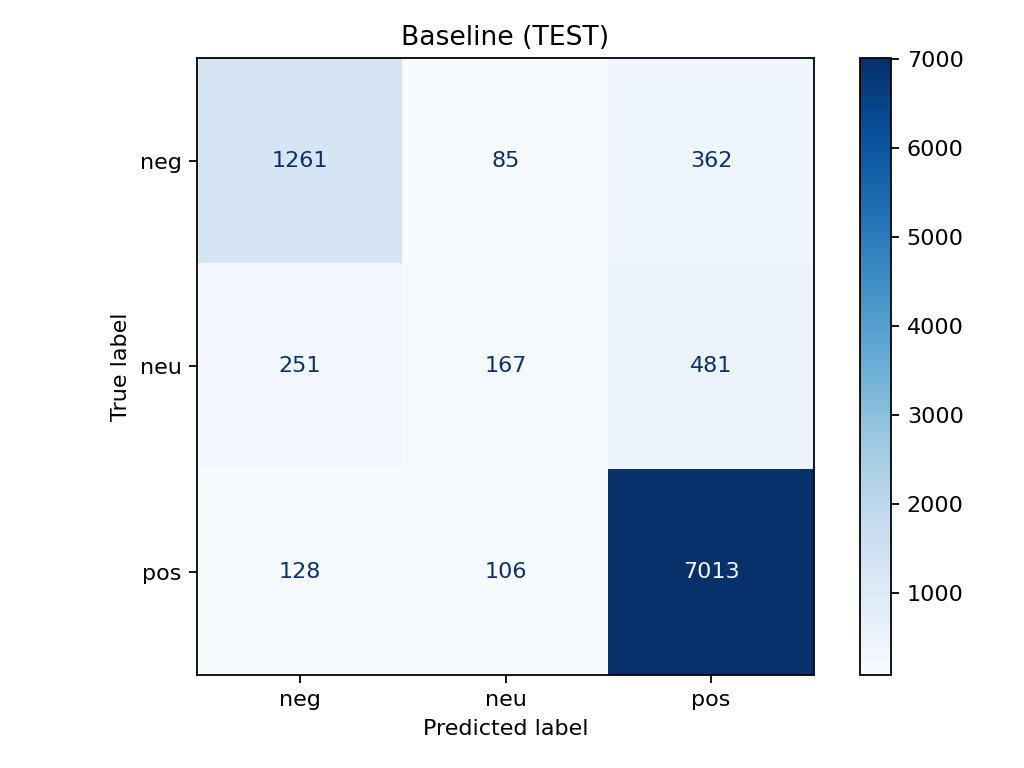 Baseline (TEST)
neg 1261 85 362
neu 251 167 481
pos 128 106 7013
neg neu pos
Predicted label
True label
7000
6000
5000
4000
3000
2000
1000